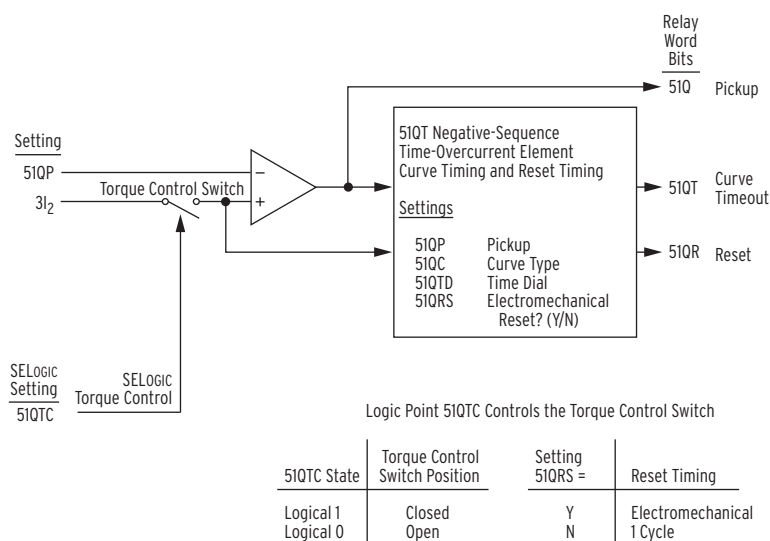 Relay
Word
Bits
51Q Pickup
Setting
51QP
3I2
Torque Control Switch
−
+
51QT Negative-Sequence
Time-Overcurrent Element
Curve Timing and Reset Timing
Settings
51QP Pickup
51QC Curve Type
51QTD Time Dial
51QRS Electromechanical
Reset? (Y/N)
51QT Curve
Timeout
51QR Reset
SELOGIC
Setting
51QTC
SELOGIC
Torque Control
Logic Point 51QTC Controls the Torque Control Switch
51QTC State Torque Control
Switch Position
Logical 1 Closed
Logical 0 Open
Setting
51QRS = Reset Timing
Y Electromechanical
N 1 Cycle